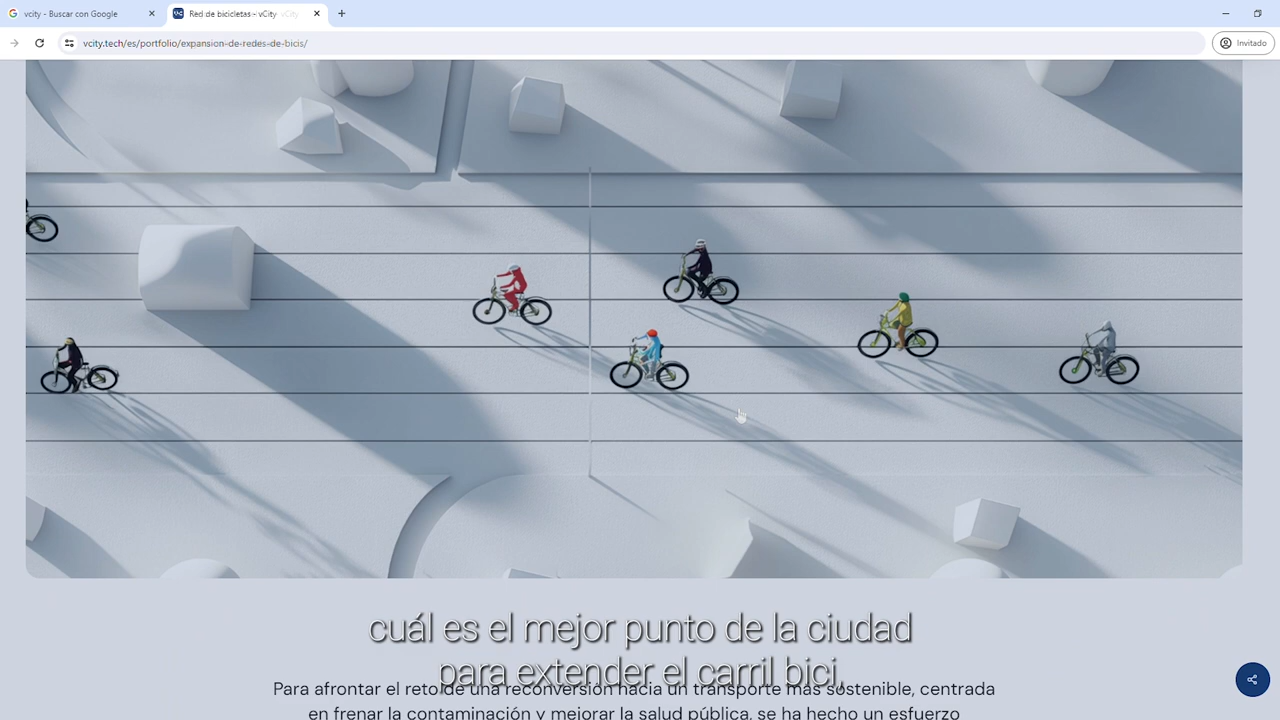 vcity - Buscar con Google
Red de bicicletas - vCity
vcity.tech/es/portfolio/expansion-de-redes-de-bicis/
Invitado
cuál es el mejor punto de la ciudad
para extender el carril bici,
Para afrontar el reto de una reconversión hacia un transporte más sostenible, centrada
en frenar la contaminación y mejorar la salud pública, se ha hecho un esfuerzo